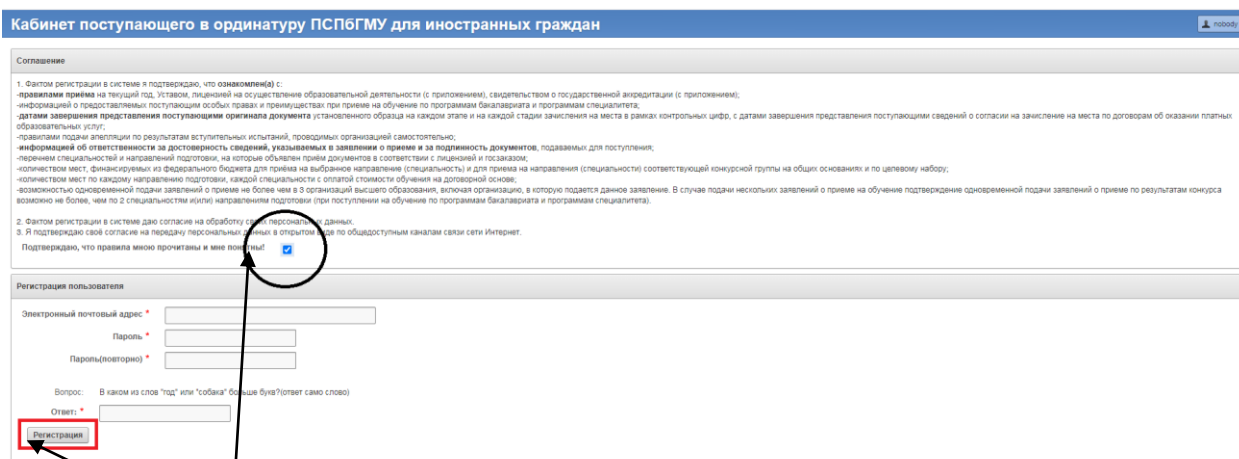 Кабинет поступающего в ординатуру ПСПбГМУ для иностранных граждан
nobody
Соглашение
1. Фактом регистрации в системе я подтверждаю, что ознакомлен(а) с:
-правилами приёма на текущий год, Уставом, лицензией на осуществление образовательной деятельности (с приложением), свидетельством о государственной аккредитации (с приложением);
-информацией о предоставляемых поступающим особых правах и преимуществах при приеме на обучение по программам бакалавриата и программам специалитета;
-датами завершения представления поступающими оригинала документа установленного образца на каждом этапе и на каждой стадии зачисления на места в рамках контрольных цифр, с датами завершения представления поступающими сведений о согласии на зачисление на места по договорам об оказании платных
образовательных услуг;
-правилами подачи апелляции по результатам вступительных испытаний, проводимых организацией самостоятельно;
-информацией об ответственности за достоверность сведений, указываемых в заявлении о приеме и за подлинность документов, подаваемых для поступления;
-перечнем специальностей и направлений подготовки, на которые объявлен приём документов в соответствии с лицензией и госзаказом;
-количеством мест, финансируемых из федерального бюджета для приёма на выбранное направление (специальность) и для приема на направления (специальности) соответствующей конкурсной группы на общих основаниях и по целевому набору;
-количеством мест по каждому направлению подготовки, каждой специальности с оплатой стоимости обучения на договорной основе;
-возможностью одновременной подачи заявлений о приеме не более чем в 3 организаций высшего образования, включая организацию, в которую подается данное заявление. В случае подачи нескольких заявлений о приеме на обучение подтверждение одновременной подачи заявлений о приеме по результатам конкурса
возможно не более, чем по 2 специальностям и(или) направлениям подготовки (при поступлении на обучение по программам бакалавриата и программам специалитета).
2. Фактом регистрации в системе даю согласие на обработку своих персональных данных.
3. Я подтверждаю своё согласие на передачу персональных данных в открытом виде по общедоступным каналам связи сети Интернет.
Подтверждаю, что правила мною прочитаны и мне понятны!
Регистрация пользователя
Электронный почтовый адрес *
Пароль *
Пароль(повторно) *
Вопрос: В каком из слов "год" или "собака" больше букв?(ответ само слово)
Ответ: *
Регистрация